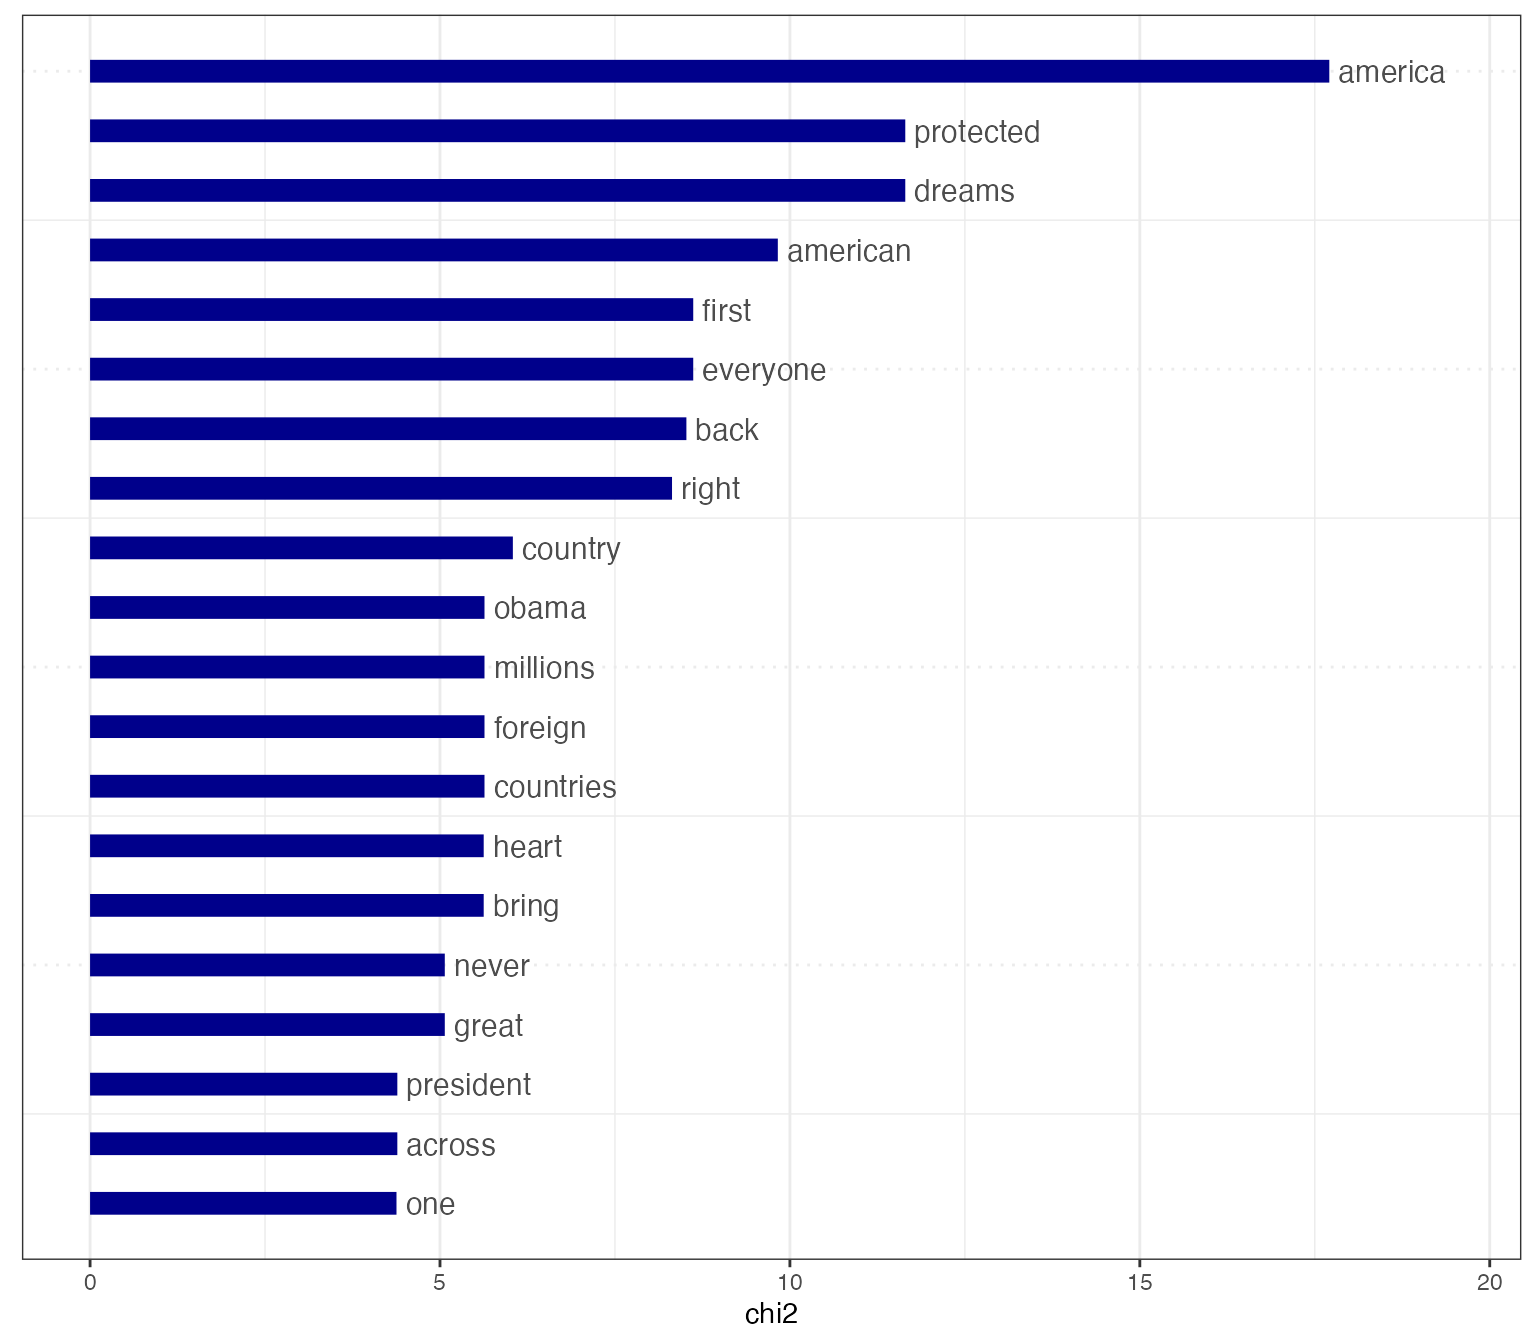 america
protected
dreams
american
first
everyone
back
right
country
obama
millions
foreign
countries
heart
bring
never
great
president
across
one
0 5 10 15 20
chi2